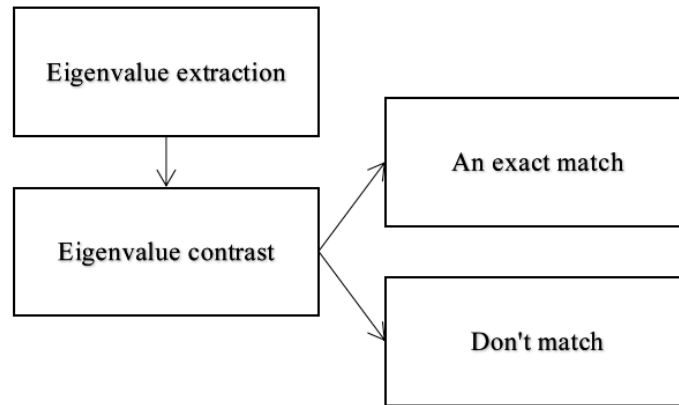 Eigenvalue extraction
Eigenvalue contrast
An exact match
Don't match